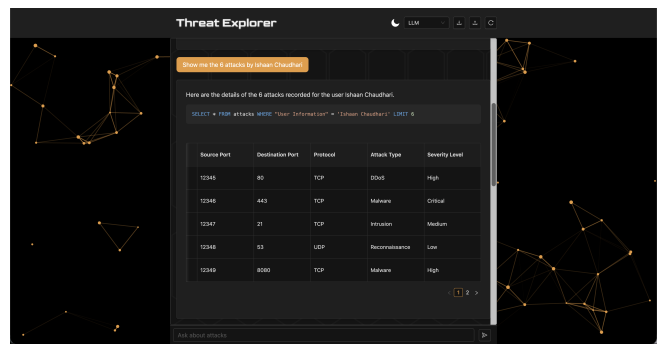 Threat Explorer
LLM
Show me the 6 attacks by Ishaan Chaudhari
Here are the details of the 6 attacks recorded for the user Ishaan Chaudhari.
SELECT * FROM attacks WHERE "User Information" = 'Ishaan Chaudhari' LIMIT 6
Source Port Destination Port Protocol Attack Type Severity Level
12345 80 TCP DDoS High
12346 443 TCP Malware Critical
12347 21 TCP Intrusion Medium
12348 53 UDP Reconnaissance Low
12349 8080 TCP Malware High
< 1 2 >
Ask about attacks